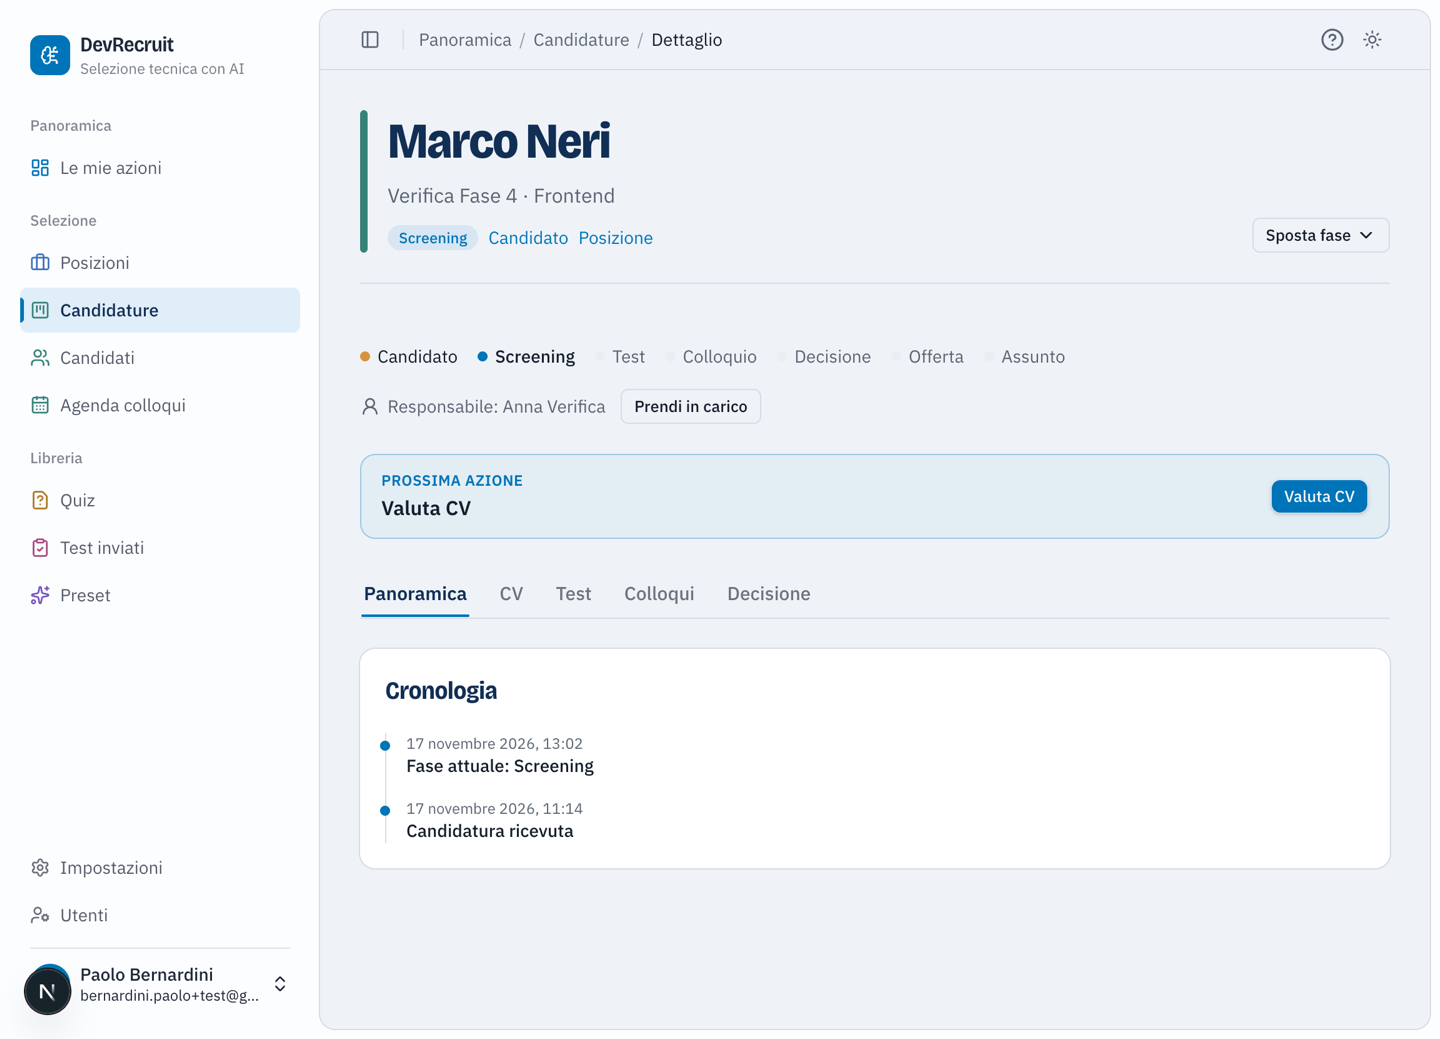 DevRecruit
Selezione tecnica con AI
Panoramica
Le mie azioni
Selezione
Posizioni
Candidature
Candidati
Agenda colloqui
Libreria
Quiz
Test inviati
Preset
Impostazioni
Utenti
N
Paolo Bernardini
bernardini.paolo+test@g...
Panoramica / Candidature / Dettaglio
Marco Neri
Verifica Fase 4 · Frontend
Screening Candidato Posizione
Sposta fase
Candidato Screening Test Colloquio Decisione Offerta Assunto
Responsabile: Anna Verifica Prendi in carico
PROSSIMA AZIONE
Valuta CV
Valuta CV
Panoramica CV Test Colloqui Decisione
Cronologia
17 novembre 2026, 13:02
Fase attuale: Screening
17 novembre 2026, 11:14
Candidatura ricevuta